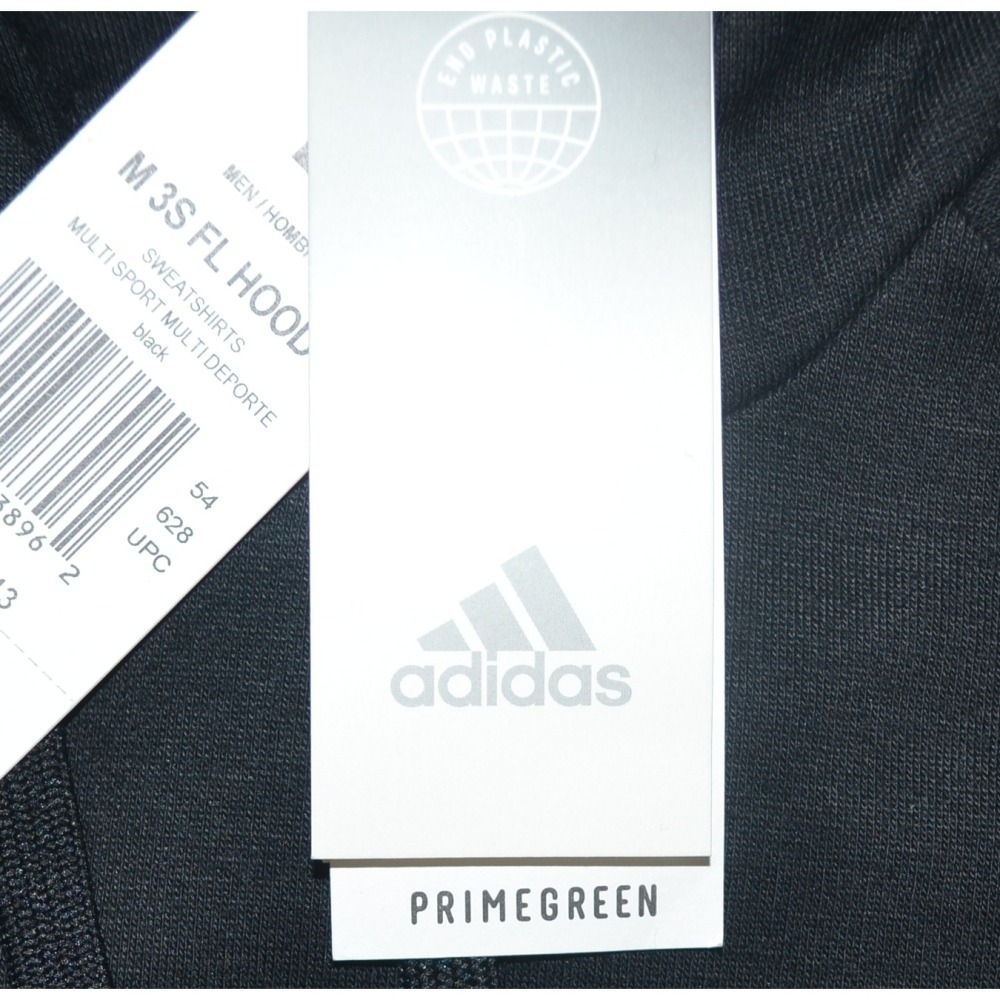 END PLASTIC
WASTE
MEN / HOMB
M 3S FL HOOD
SWEATSHIRTS
MULTI SPORT MULTI DEPORTE
black
54
628
UPC
3896 2
13
adidas
PRIMEGREEN